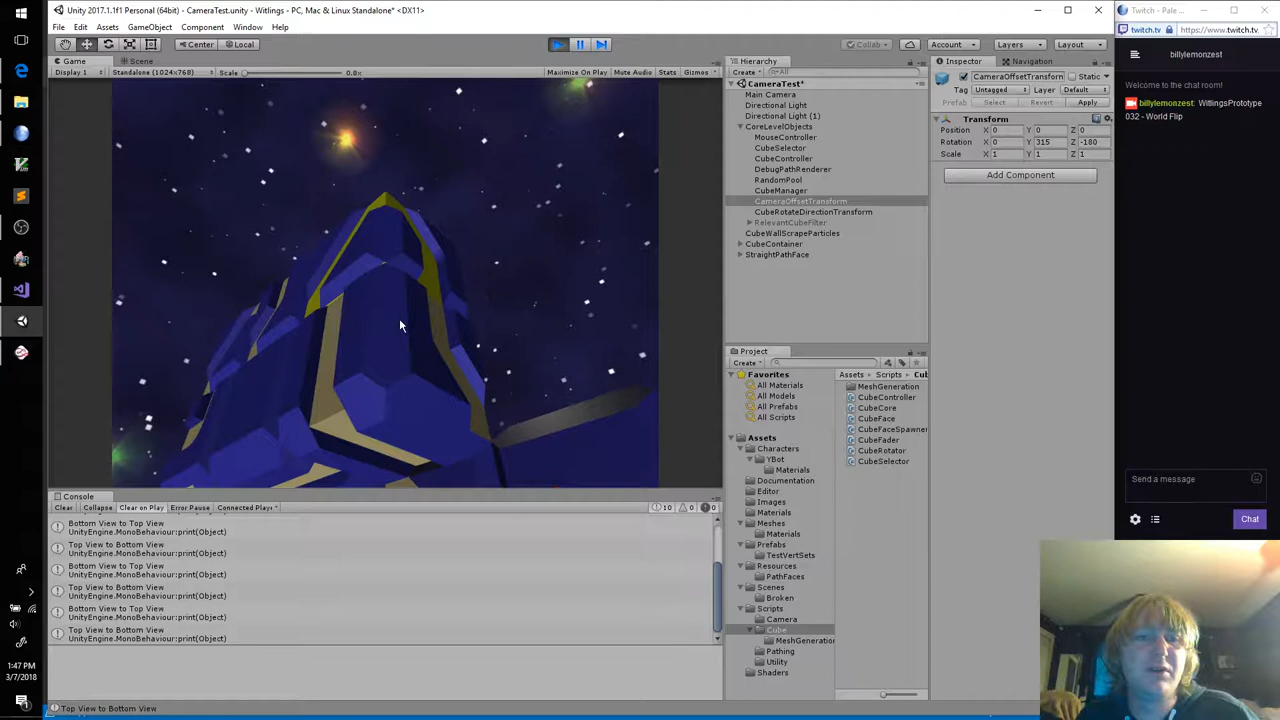 Unity 2017.1.1f1 Personal (64bit) - CameraTest.unity - Witlings - PC, Mac & Linux Standalone* <DX11>
File Edit Assets GameObject Component Window Help
Center Local
Collab Account Layers Layout
Game Scene
Display 1 Standalone (1024x768) Scale 0.8x Maximize On Play Mute Audio Stats Gizmos
Hierarchy
Create All
CameraTest*
Main Camera
Directional Light
Directional Light (1)
CoreLevelObjects
MouseController
CubeSelector
CubeController
DebugPathRenderer
RandomPool
CubeManager
CameraOffsetTransform
CubeRotateDirectionTransform
RelevantCubeFilter
CubeWallScrapeParticles
CubeContainer
StraightPathFace
Inspector Navigation
CameraOffsetTransform Static
Tag Untagged Layer Default
Prefab Select Revert Apply
Transform
Position X 0 Y 0 Z 0
Rotation X 0 Y 315 Z -180
Scale X 1 Y 1 Z 1
Add Component
Project
Create
Favorites
All Materials
All Models
All Prefabs
All Scripts
Assets
Characters
YBot
Materials
Documentation
Editor
Images
Materials
Meshes
Materials
Prefabs
TestVertSets
Resources
PathFaces
Scenes
Broken
Scripts
Camera
Cube
MeshGeneration
Pathing
Utility
Shaders
Assets Scripts Cub
MeshGeneration
CubeController
CubeCore
CubeFace
CubeFaceSpawner
CubeFader
CubeRotator
CubeSelector
Console
Clear Collapse Clear on Play Error Pause Connected Playe 10 0 0
Bottom View to Top View
UnityEngine.MonoBehaviour:print(Object)
Top View to Bottom View
UnityEngine.MonoBehaviour:print(Object)
Bottom View to Top View
UnityEngine.MonoBehaviour:print(Object)
Top View to Bottom View
UnityEngine.MonoBehaviour:print(Object)
Bottom View to Top View
UnityEngine.MonoBehaviour:print(Object)
Top View to Bottom View
UnityEngine.MonoBehaviour:print(Object)
Top View to Bottom View
1:47 PM
3/7/2018
Twitch - Pale
twitch.tv https://www.twitch.tv
billylemonzest
Welcome to the chat room!
billylemonzest: WitlingsPrototype
032 - World Flip
Send a message
Chat